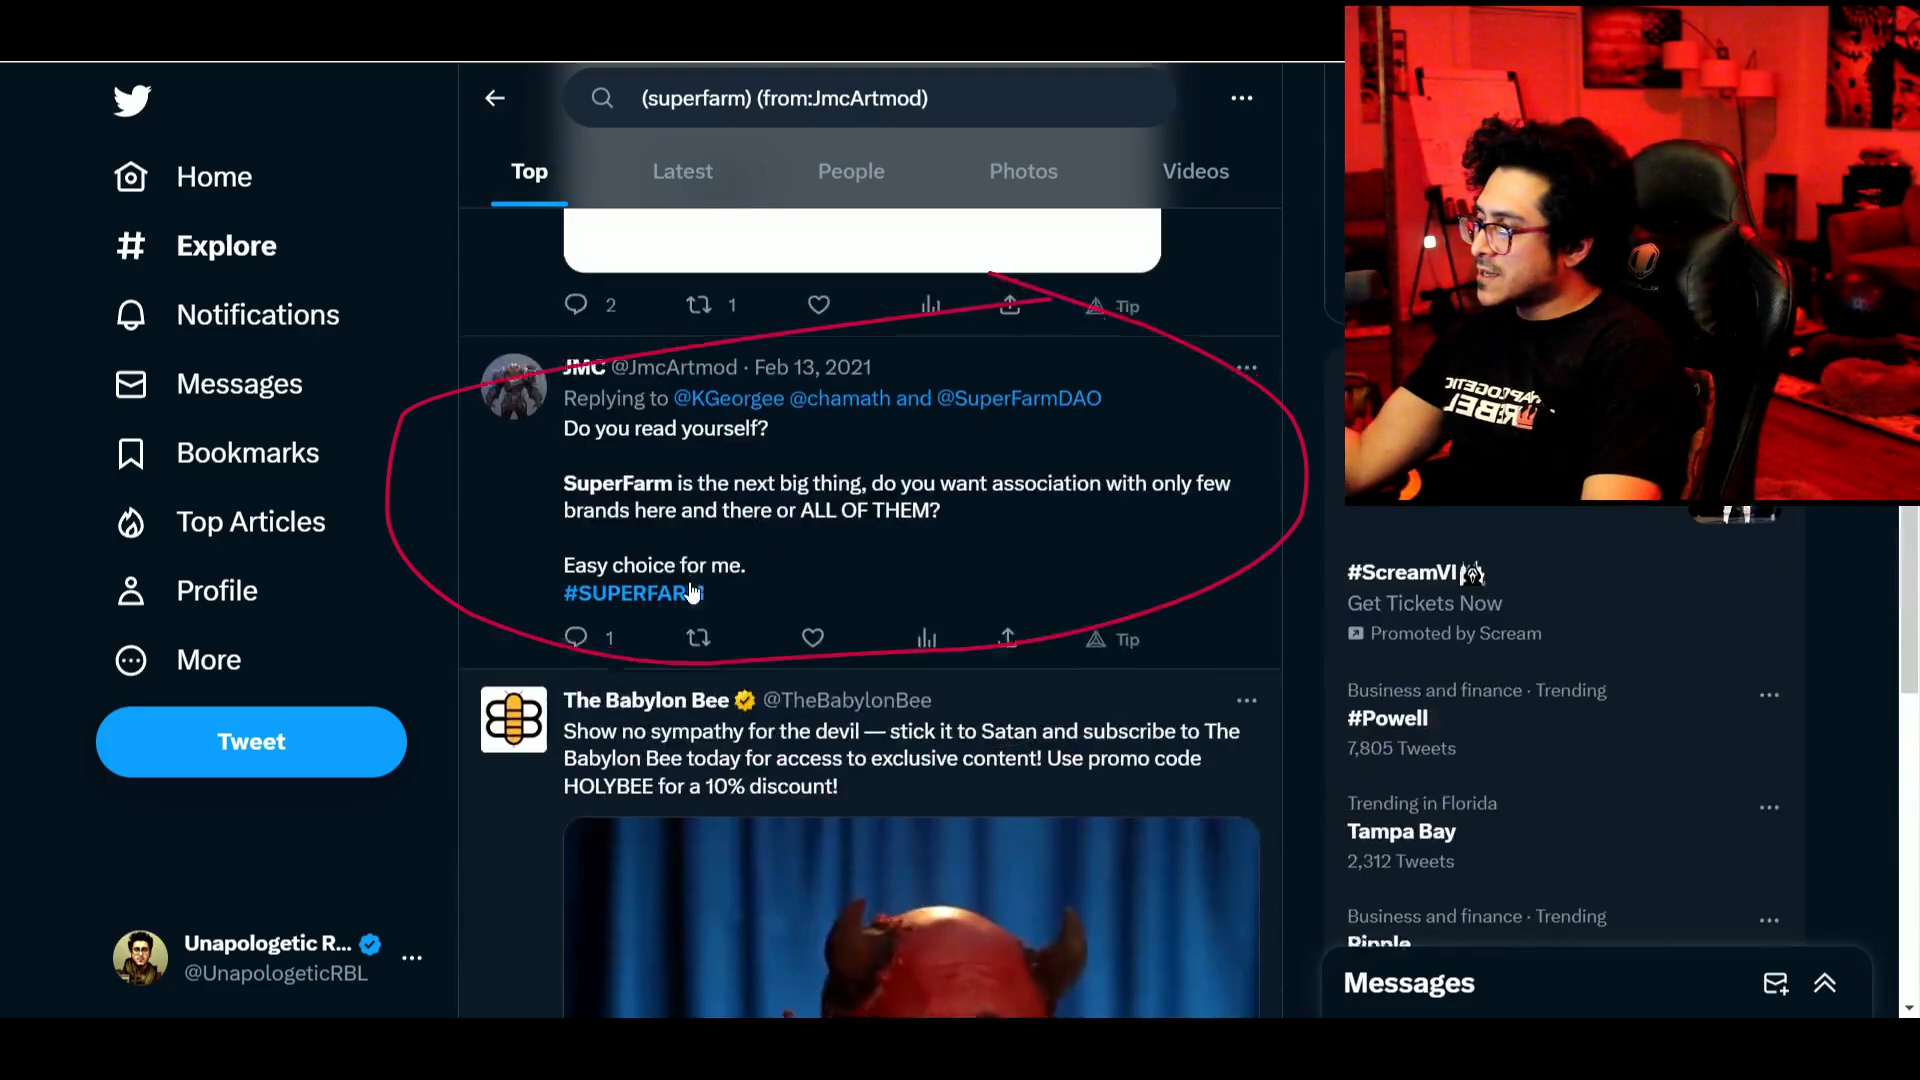 (superfarm) (from:JmcArtmod)
Top
Latest
People
Photos
Videos
Home
Explore
Notifications
Messages
Bookmarks
Top Articles
Profile
More
Tweet
Unapologetic R...
@UnapologeticRBL
2
1
Tip
JMC @JmcArtmod · Feb 13, 2021
Replying to @KGeorgee @chamath and @SuperFarmDAO
Do you read yourself?
SuperFarm is the next big thing, do you want association with only few
brands here and there or ALL OF THEM?
Easy choice for me.
#SUPERFARM
1
Tip
The Babylon Bee @TheBabylonBee
Show no sympathy for the devil — stick it to Satan and subscribe to The
Babylon Bee today for access to exclusive content! Use promo code
HOLYBEE for a 10% discount!
UNAPOLOGETIC
REBEL
#ScreamVI
Get Tickets Now
Promoted by Scream
Business and finance · Trending
#Powell
7,805 Tweets
Trending in Florida
Tampa Bay
2,312 Tweets
Business and finance · Trending
Ripple
Messages